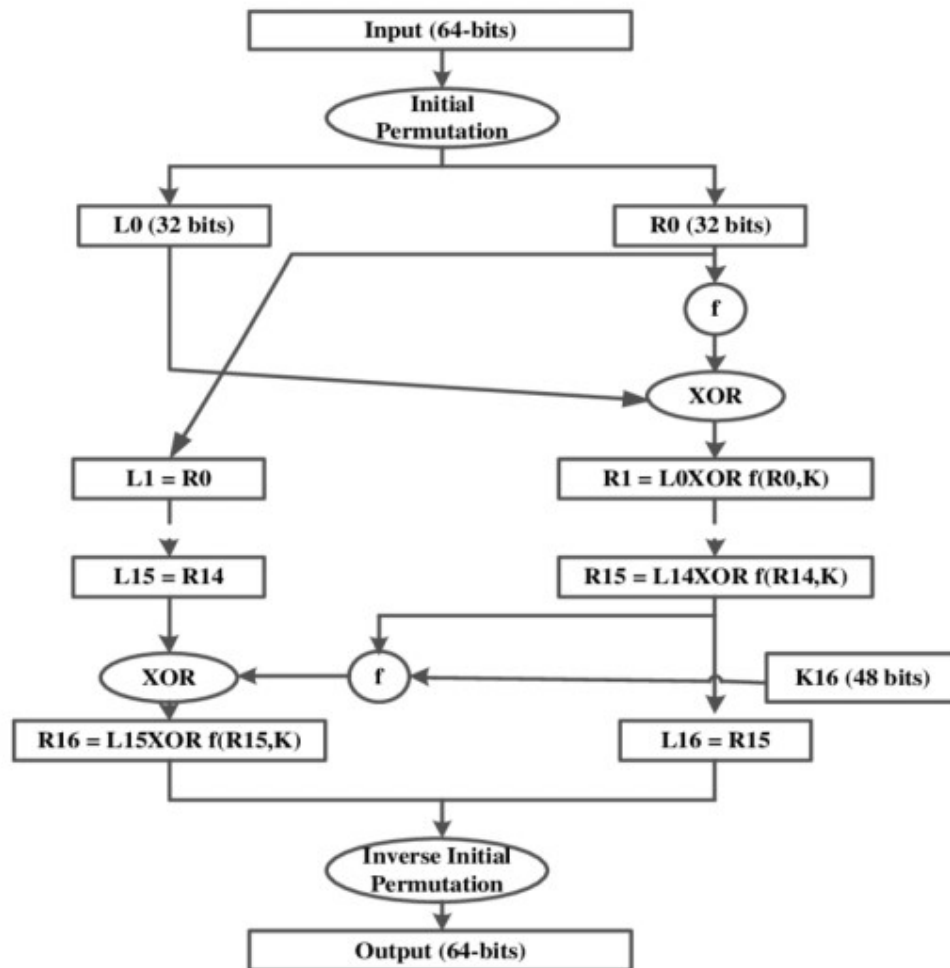 Input (64-bits)
Initial
Permutation
L0 (32 bits)
R0 (32 bits)
f
XOR
L1 = R0
R1 = L0XOR f(R0,K)
L15 = R14
R15 = L14XOR f(R14,K)
XOR
f
K16 (48 bits)
R16 = L15XOR f(R15,K)
L16 = R15
Inverse Initial
Permutation
Output (64-bits)